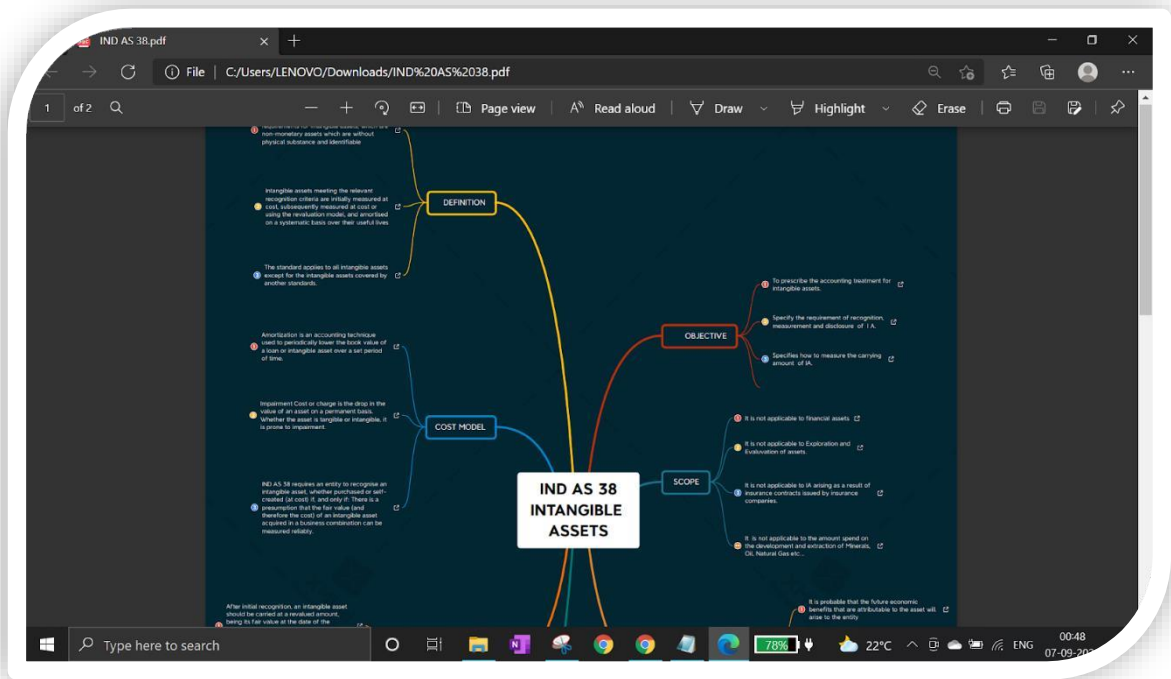 IND AS 38.pdf
File | C:/Users/LENOVO/Downloads/IND%20AS%2038.pdf
1 of 2 Page view Read aloud Draw Highlight Erase
non-monetary assets which are without
physical substance and identifiable
Intangible assets meeting the relevant
recognition criteria are initially measured at
cost, subsequently measured at cost or
using the revaluation model, and amortised
on a systematic basis over their useful lives
The standard applies to all intangible assets
except for the intangible assets covered by
another standards.
DEFINITION
Amortization is an accounting technique
used to periodically lower the book value of
a loan or intangible asset over a set period
of time.
Impairment Cost or charge is the drop in the
value of an asset on a permanent basis.
Whether the asset is tangible or intangible, it
is prone to impairment.
IND AS 38 requires an entity to recognise an
intangible asset, whether purchased or self-
created (at cost) if, and only if: There is a
presumption that the fair value (and
therefore the cost) of an intangible asset
acquired in a business combination can be
measured reliably.
COST MODEL
After initial recognition, an intangible asset
should be carried at a revalued amount,
being its fair value at the date of the
IND AS 38
INTANGIBLE
ASSETS
OBJECTIVE
1 To prescribe the accounting treatment for
intangible assets.
Specify the requirement of recognition,
measurement and disclosure of I A.
3 Specifies how to measure the carrying
amount of IA.
SCOPE
1 It is not applicable to financial assets.
2 It is not applicable to Exploration and
Evaluvation of assets.
3 It is not applicable to IA arising as a result of
insurance contracts issued by insurance
companies.
It is not applicable to the amount spend on
the development and extraction of Minerals,
Oil, Natural Gas etc...
1 It is probable that the future economic
benefits that are attributable to the asset will
arise to the entity
Type here to search
78% 22°C ENG 00:48
07-09-20